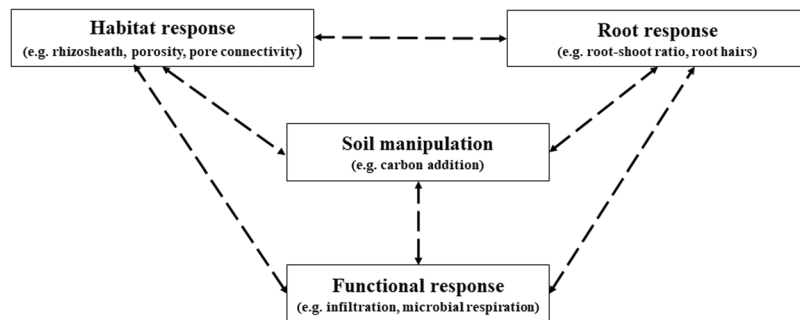 Habitat response
(e.g. rhizosheath, porosity, pore connectivity)
Root response
(e.g. root-shoot ratio, root hairs)
Soil manipulation
(e.g. carbon addition)
Functional response
(e.g. infiltration, microbial respiration)